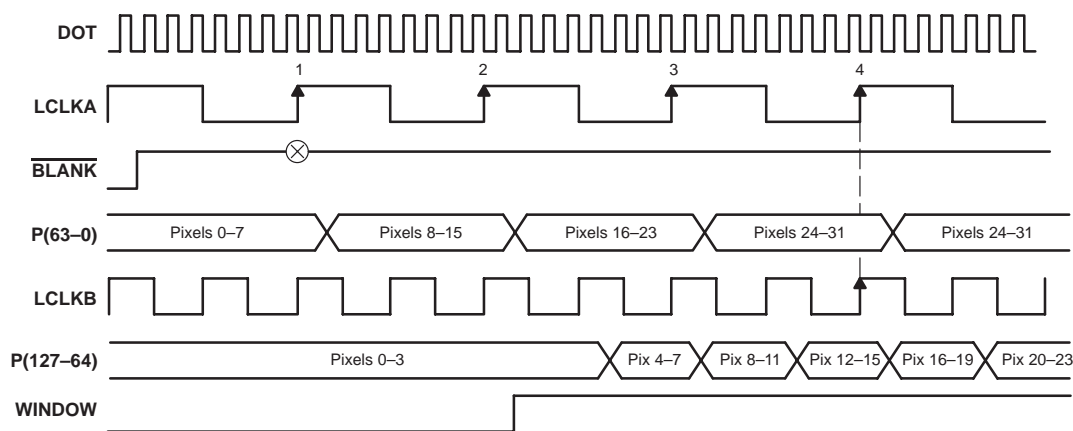 DOT
1 2 3 4
LCLKA
BLANK
P(63–0) Pixels 0–7 Pixels 8–15 Pixels 16–23 Pixels 24–31 Pixels 24–31
LCLKB
P(127–64) Pixels 0–3 Pix 4–7 Pix 8–11 Pix 12–15 Pix 16–19 Pix 20–23
WINDOW